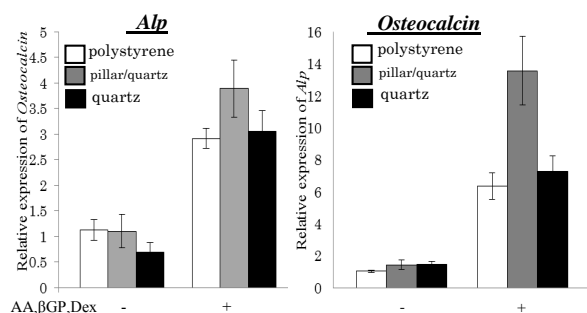 Alp
Relative expression of Osteocalcin
5
4.5
4
3.5
3
2.5
2
1.5
1
0.5
0
polystyrene
pillar/quartz
quartz
AA,βGP,Dex - +
Osteocalcin
Relative expression of Alp
16
14
12
10
8
6
4
2
0
polystyrene
pillar/quartz
quartz
- +